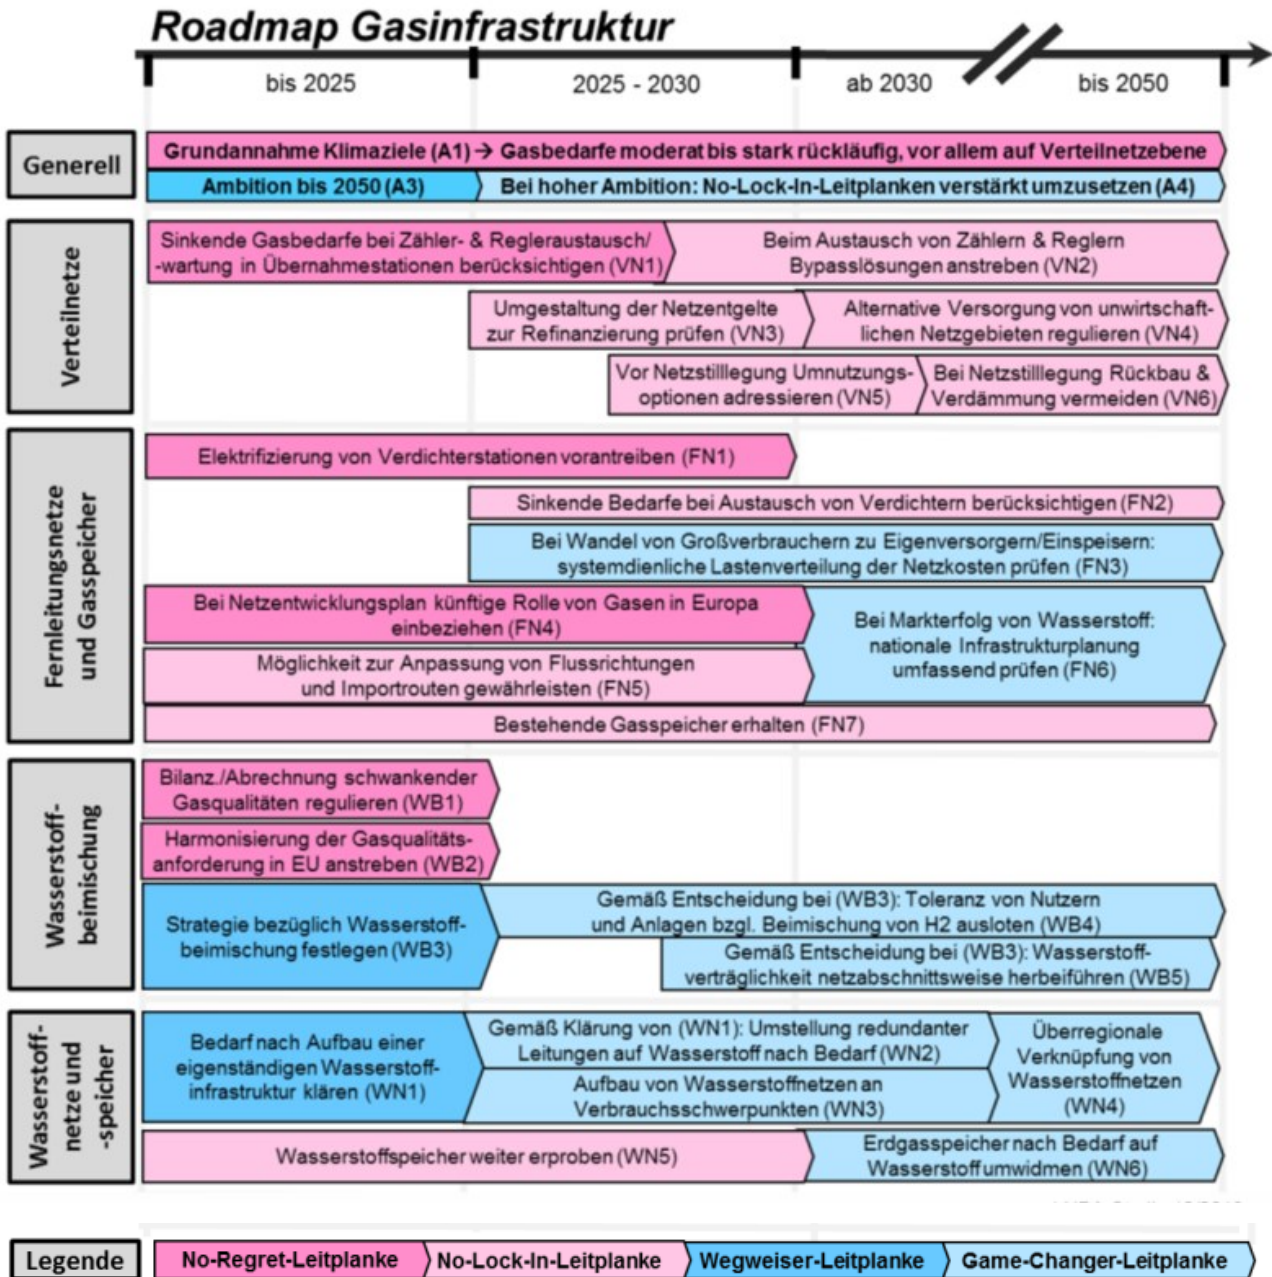 Roadmap Gasinfrastruktur
bis 2025
2025 - 2030
ab 2030
bis 2050
Generell
Grundannahme Klimaziele (A1) → Gasbedarfe moderat bis stark rückläufig, vor allem auf Verteilnetzebene
Ambition bis 2050 (A3)
Bei hoher Ambition: No-Lock-In-Leitplanken verstärkt umzusetzen (A4)
Verteilnetze
Sinkende Gasbedarfe bei Zähler- & Regleraustausch/
-wartung in Übernahmestationen berücksichtigen (VN1)
Beim Austausch von Zählern & Reglern
Bypasslösungen anstreben (VN2)
Umgestaltung der Netzentgelte
zur Refinanzierung prüfen (VN3)
Alternative Versorgung von unwirtschaft-
lichen Netzgebieten regulieren (VN4)
Vor Netzstilllegung Umnutzungs-
optionen adressieren (VN5)
Bei Netzstilllegung Rückbau &
Verdämmung vermeiden (VN6)
Fernleitungsnetze
und Gasspeicher
Elektrifizierung von Verdichterstationen vorantreiben (FN1)
Sinkende Bedarfe bei Austausch von Verdichtern berücksichtigen (FN2)
Bei Wandel von Großverbrauchern zu Eigenversorgern/Einspeisern:
systemdienliche Lastenverteilung der Netzkosten prüfen (FN3)
Bei Netzentwicklungsplan künftige Rolle von Gasen in Europa
einbeziehen (FN4)
Möglichkeit zur Anpassung von Flussrichtungen
und Importrouten gewährleisten (FN5)
Bei Markterfolg von Wasserstoff:
nationale Infrastrukturplanung
umfassend prüfen (FN6)
Bestehende Gasspeicher erhalten (FN7)
Wasserstoff-
beimischung
Bilanz./Abrechnung schwankender
Gasqualitäten regulieren (WB1)
Harmonisierung der Gasqualitäts-
anforderung in EU anstreben (WB2)
Strategie bezüglich Wasserstoff-
beimischung festlegen (WB3)
Gemäß Entscheidung bei (WB3): Toleranz von Nutzern
und Anlagen bzgl. Beimischung von H2 ausloten (WB4)
Gemäß Entscheidung bei (WB3): Wasserstoff-
verträglichkeit netzabschnittsweise herbeiführen (WB5)
Wasserstoff-
netze und
-speicher
Bedarf nach Aufbau einer
eigenständigen Wasserstoff-
infrastruktur klären (WN1)
Gemäß Klärung von (WN1): Umstellung redundanter
Leitungen auf Wasserstoff nach Bedarf (WN2)
Aufbau von Wasserstoffnetzen an
Verbrauchsschwerpunkten (WN3)
Überregionale
Verknüpfung von
Wasserstoffnetzen
(WN4)
Wasserstoffspeicher weiter erproben (WN5)
Erdgasspeicher nach Bedarf auf
Wasserstoff umwidmen (WN6)
Legende
No-Regret-Leitplanke
No-Lock-In-Leitplanke
Wegweiser-Leitplanke
Game-Changer-Leitplanke